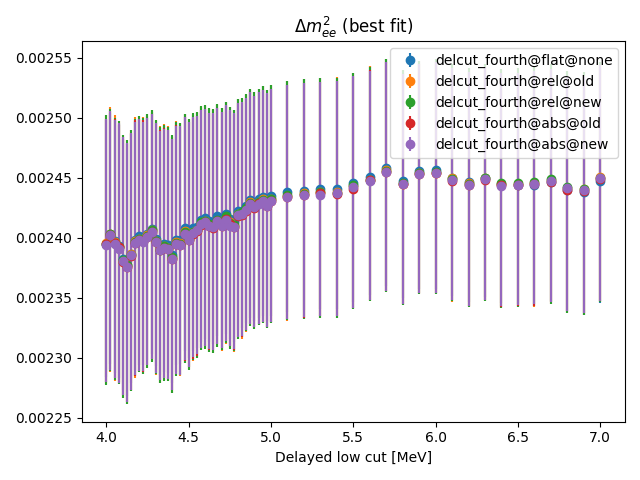 Δm²ee (best fit)
delcut_fourth@flat@none
delcut_fourth@rel@old
delcut_fourth@rel@new
delcut_fourth@abs@old
delcut_fourth@abs@new
0.00255
0.00250
0.00245
0.00240
0.00235
0.00230
0.00225
4.0 4.5 5.0 5.5 6.0 6.5 7.0
Delayed low cut [MeV]